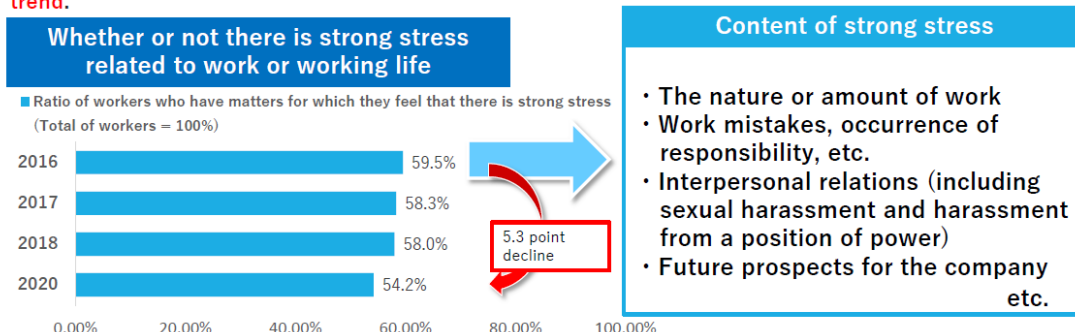 trend.
Whether or not there is strong stress
related to work or working life
Ratio of workers who have matters for which they feel that there is strong stress
(Total of workers = 100%)
2016
59.5%
2017
58.3%
2018
58.0%
2020
54.2%
5.3 point
decline
0.00%
20.00%
40.00%
60.00%
80.00%
100.00%
Content of strong stress
・The nature or amount of work
・Work mistakes, occurrence of
responsibility, etc.
・Interpersonal relations (including
sexual harassment and harassment
from a position of power)
・Future prospects for the company
etc.